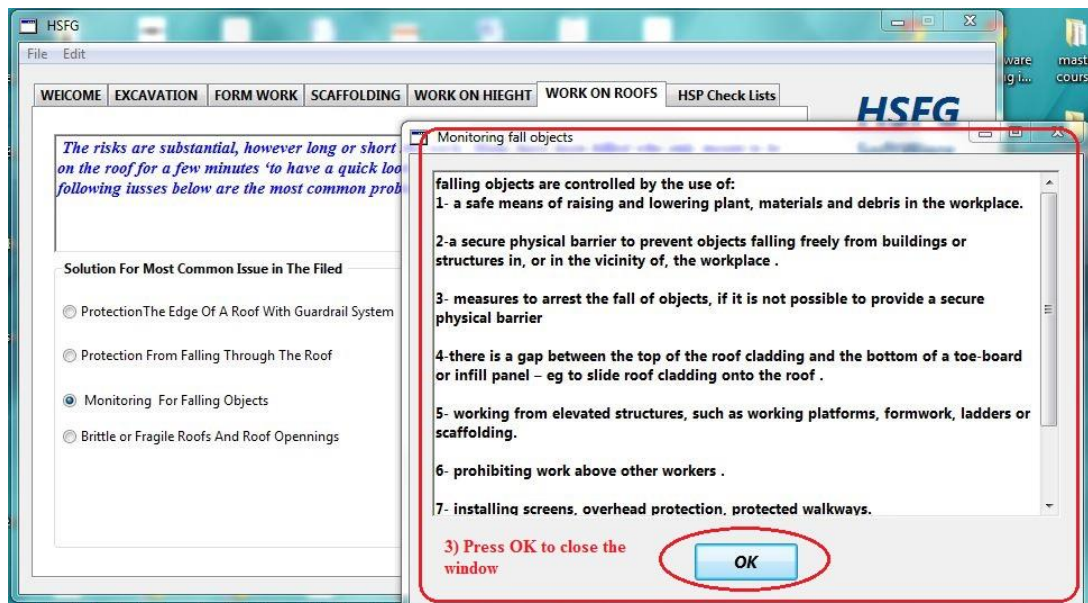 HSFG
File Edit
WEICOME EXCAVATION FORM WORK SCAFFOLDING WORK ON HIEGHT WORK ON ROOFS HSP Check Lists
HSFG
The risks are substantial, however long or short
on the roof for a few minutes ‘to have a quick loo
following iusses below are the most common prob
Solution For Most Common Issue in The Filed
ProtectionThe Edge Of A Roof With Guardrail System
Protection From Falling Through The Roof
Monitoring For Falling Objects
Brittle or Fragile Roofs And Roof Opennings
Monitoring fall objects
falling objects are controlled by the use of:
1- a safe means of raising and lowering plant, materials and debris in the workplace.
2-a secure physical barrier to prevent objects falling freely from buildings or
structures in, or in the vicinity of, the workplace .
3- measures to arrest the fall of objects, if it is not possible to provide a secure
physical barrier
4-there is a gap between the top of the roof cladding and the bottom of a toe-board
or infill panel – eg to slide roof cladding onto the roof .
5- working from elevated structures, such as working platforms, formwork, ladders or
scaffolding.
6- prohibiting work above other workers .
7- installing screens, overhead protection, protected walkways.
3) Press OK to close the
window
OK
ware
mast
ig i...
cours